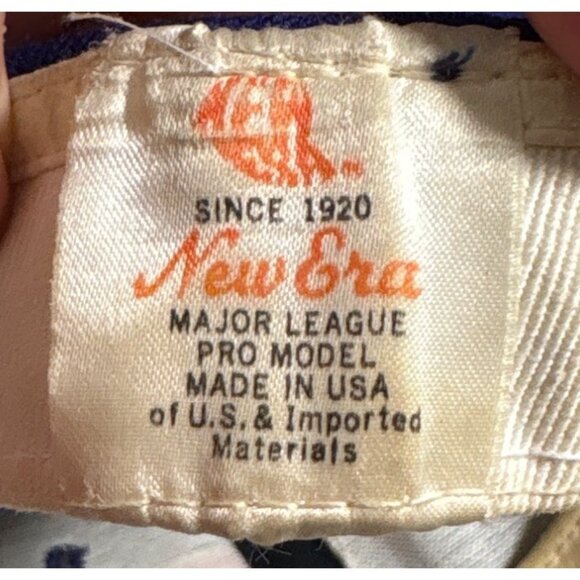 SINCE 1920
New Era
MAJOR LEAGUE
PRO MODEL
MADE IN USA
of U.S. & Imported
Materials